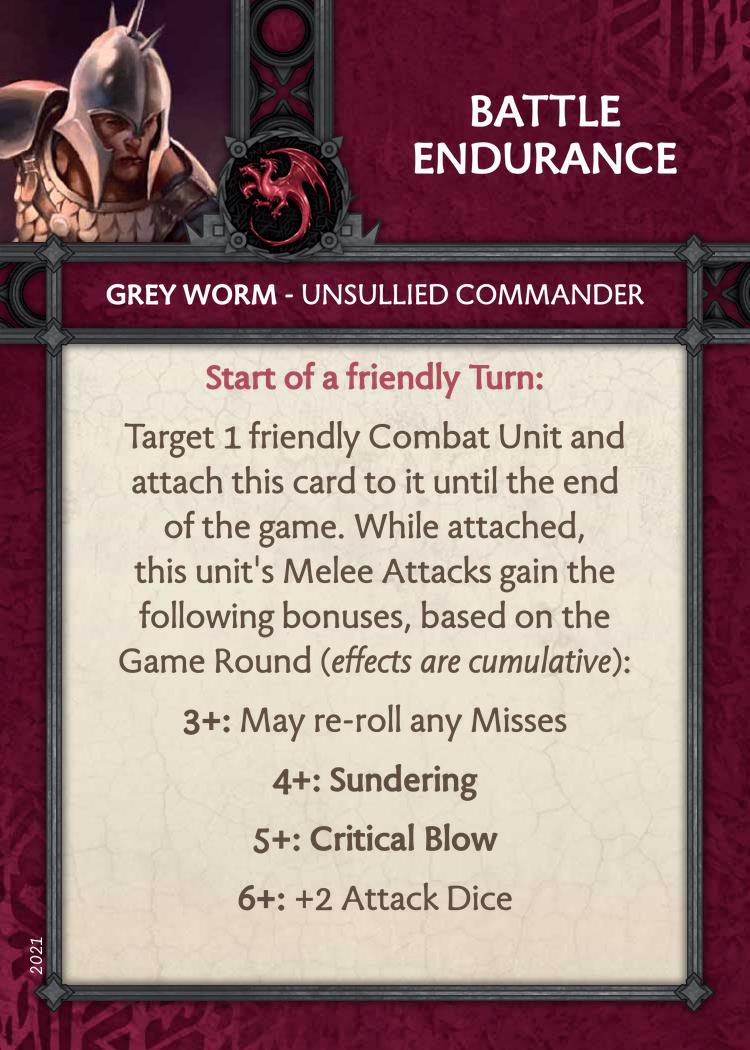 BATTLE
ENDURANCE
GREY WORM - UNSULLIED COMMANDER
Start of a friendly Turn:
Target 1 friendly Combat Unit and
attach this card to it until the end
of the game. While attached,
this unit's Melee Attacks gain the
following bonuses, based on the
Game Round (effects are cumulative):
3+: May re-roll any Misses
4+: Sundering
5+: Critical Blow
6+: +2 Attack Dice
2021